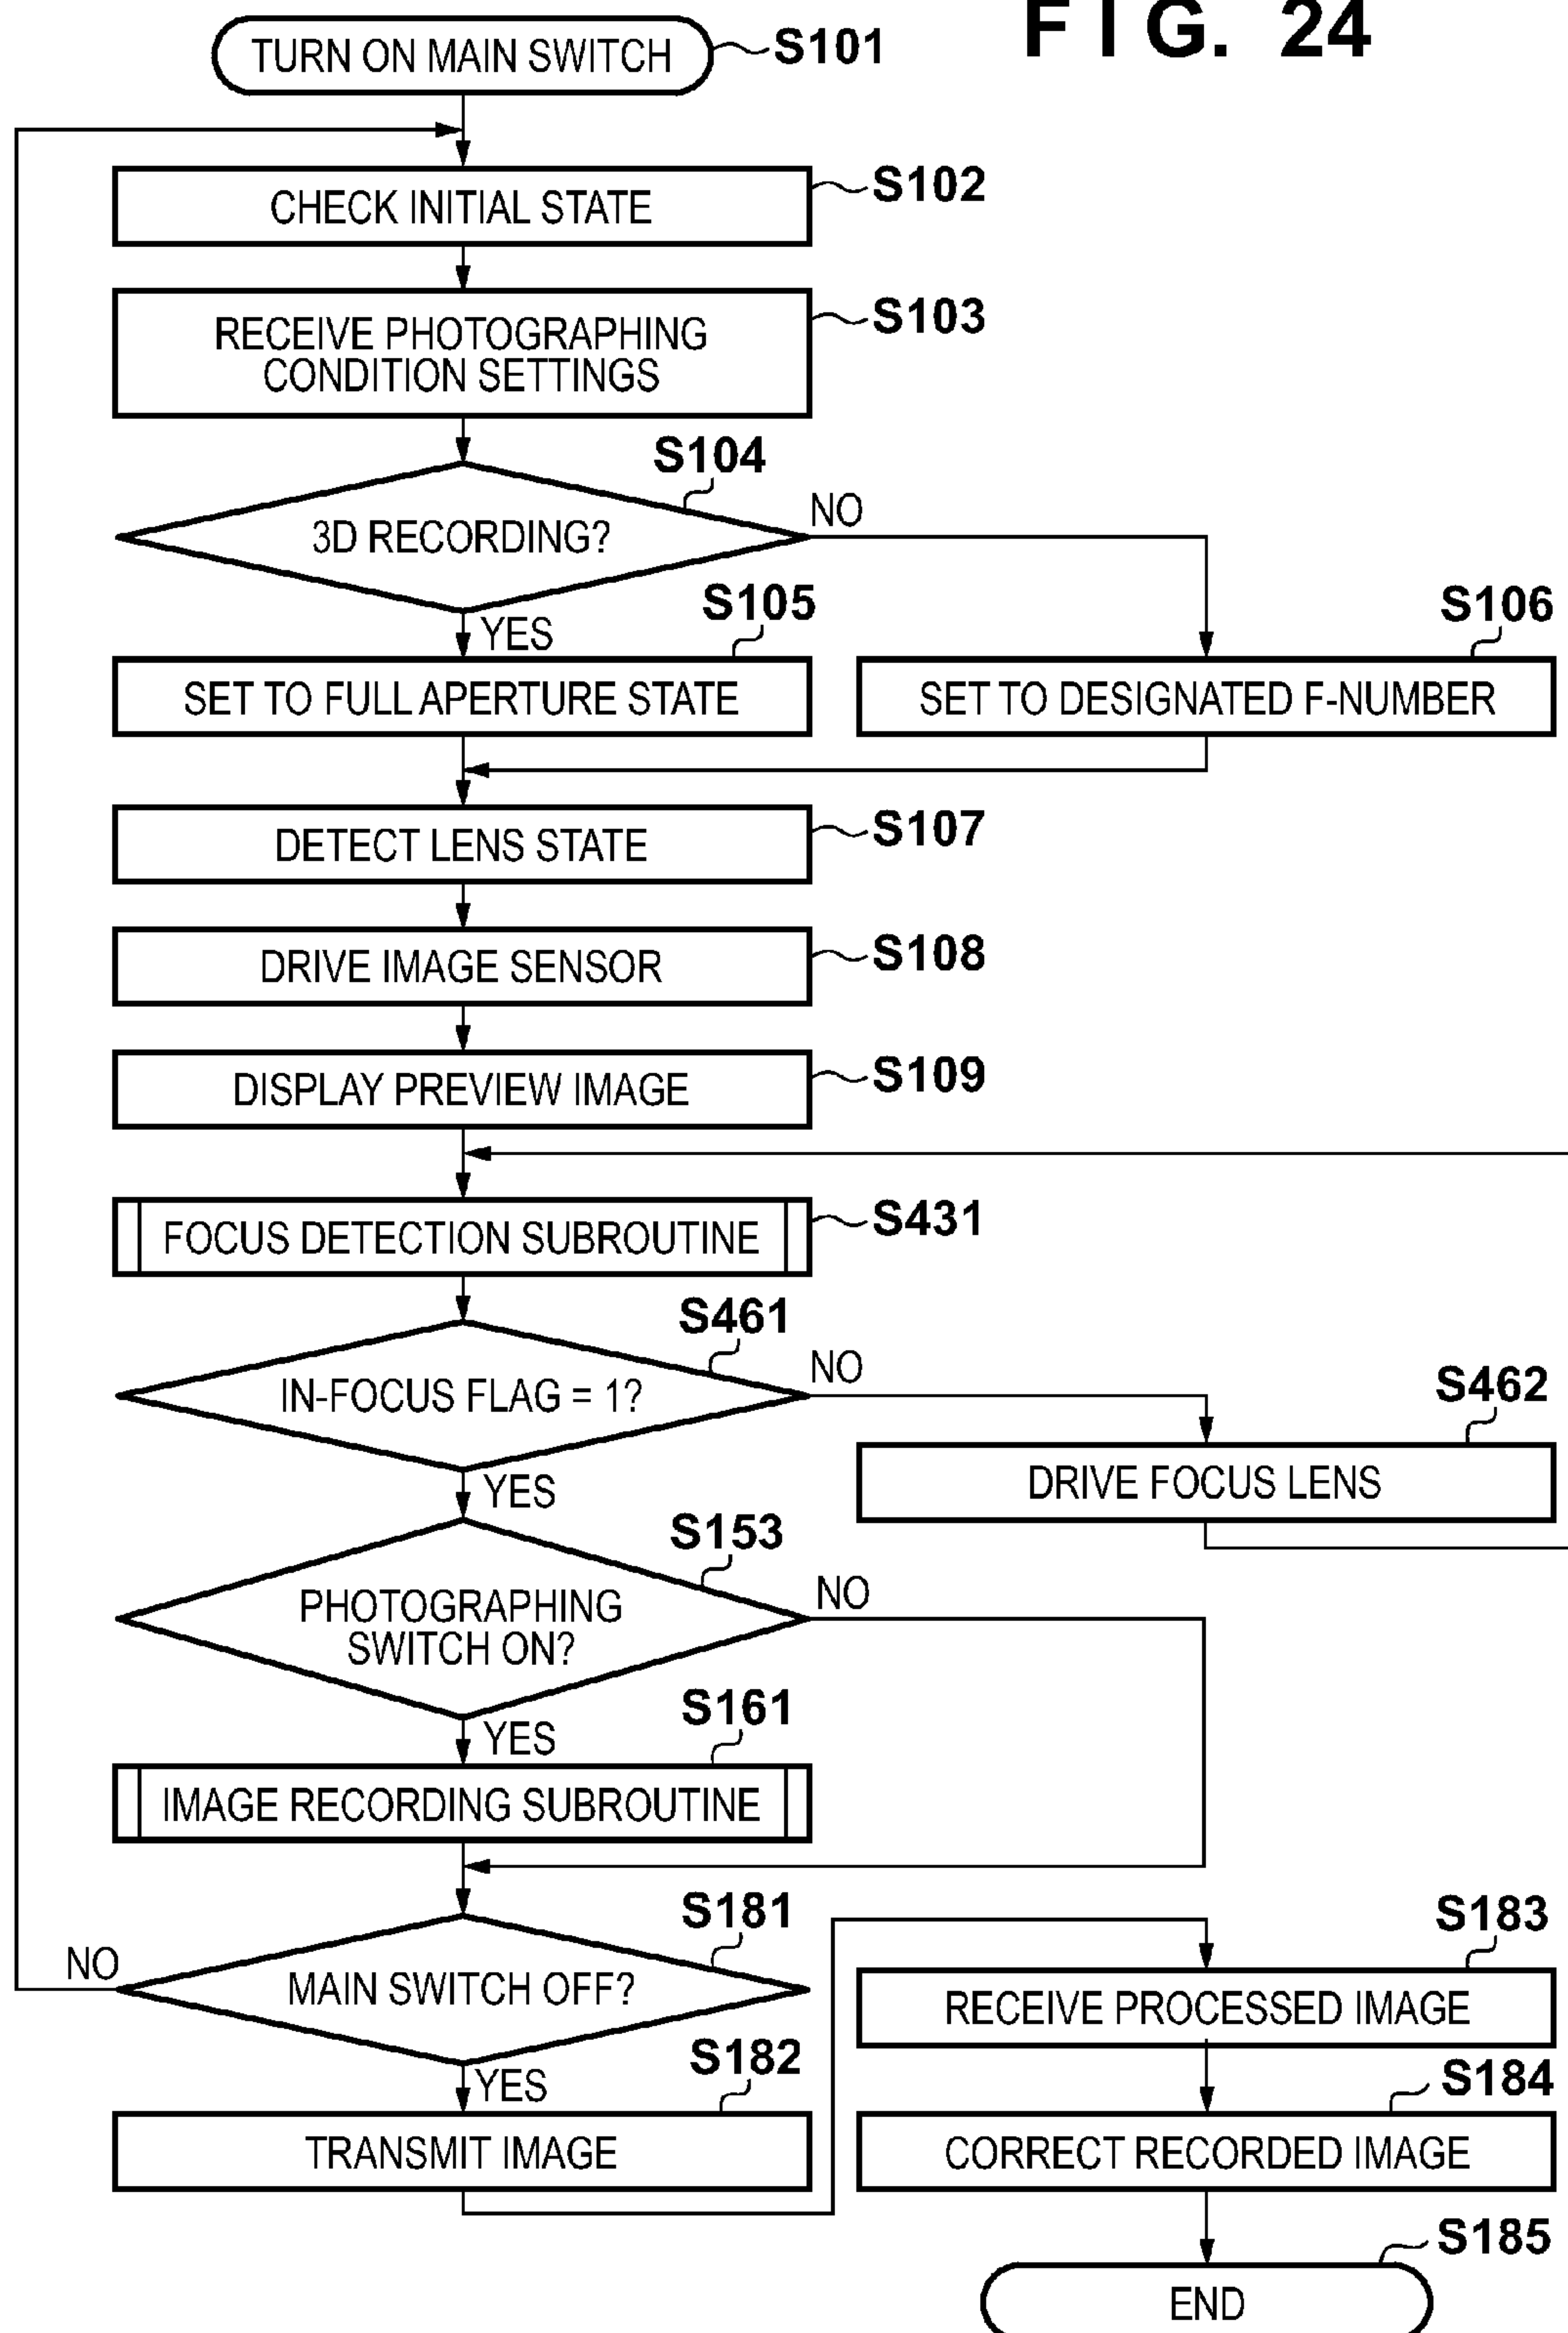 FIG. 24
TURN ON MAIN SWITCH
S101
CHECK INITIAL STATE
S102
RECEIVE PHOTOGRAPHING
CONDITION SETTINGS
S103
S104
3D RECORDING?
NO
YES
S105
SET TO FULL APERTURE STATE
S106
SET TO DESIGNATED F-NUMBER
DETECT LENS STATE
S107
DRIVE IMAGE SENSOR
S108
DISPLAY PREVIEW IMAGE
S109
FOCUS DETECTION SUBROUTINE
S431
S461
IN-FOCUS FLAG = 1?
NO
YES
S462
DRIVE FOCUS LENS
S153
PHOTOGRAPHING
SWITCH ON?
NO
YES
S161
IMAGE RECORDING SUBROUTINE
S181
MAIN SWITCH OFF?
NO
YES
S182
TRANSMIT IMAGE
S183
RECEIVE PROCESSED IMAGE
S184
CORRECT RECORDED IMAGE
S185
END